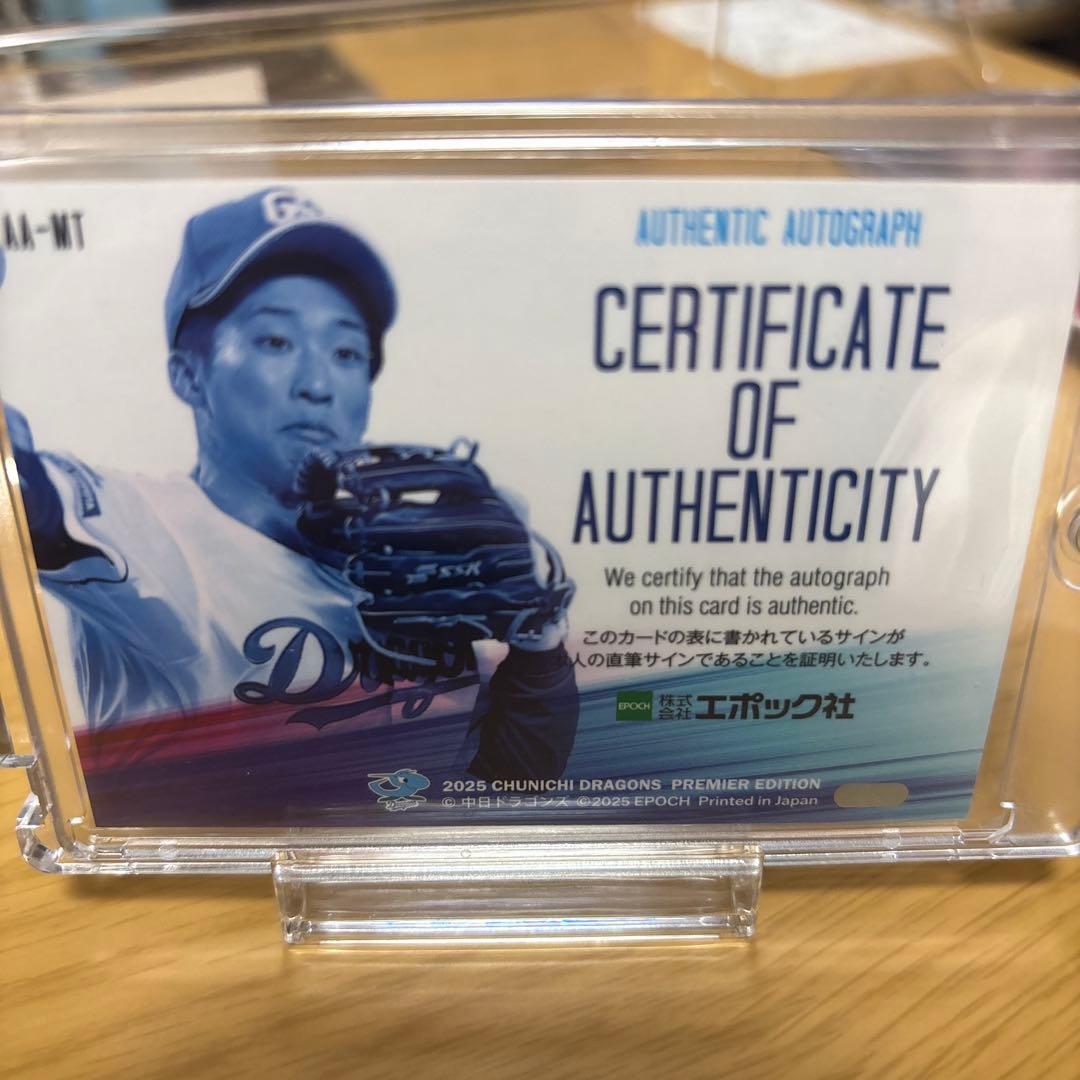 AA-MT
AUTHENTIC AUTOGRAPH
CERTIFICATE
OF
AUTHENTICITY
We certify that the autograph
on this card is authentic.
このカードの表に書かれているサインが
人の直筆サインであることを証明いたします。
EPOCH 株式会社 エポック社
SSK
Dragons
2025 CHUNICHI DRAGONS PREMIER EDITION
© 中日ドラゴンズ ©2025 EPOCH Printed in Japan